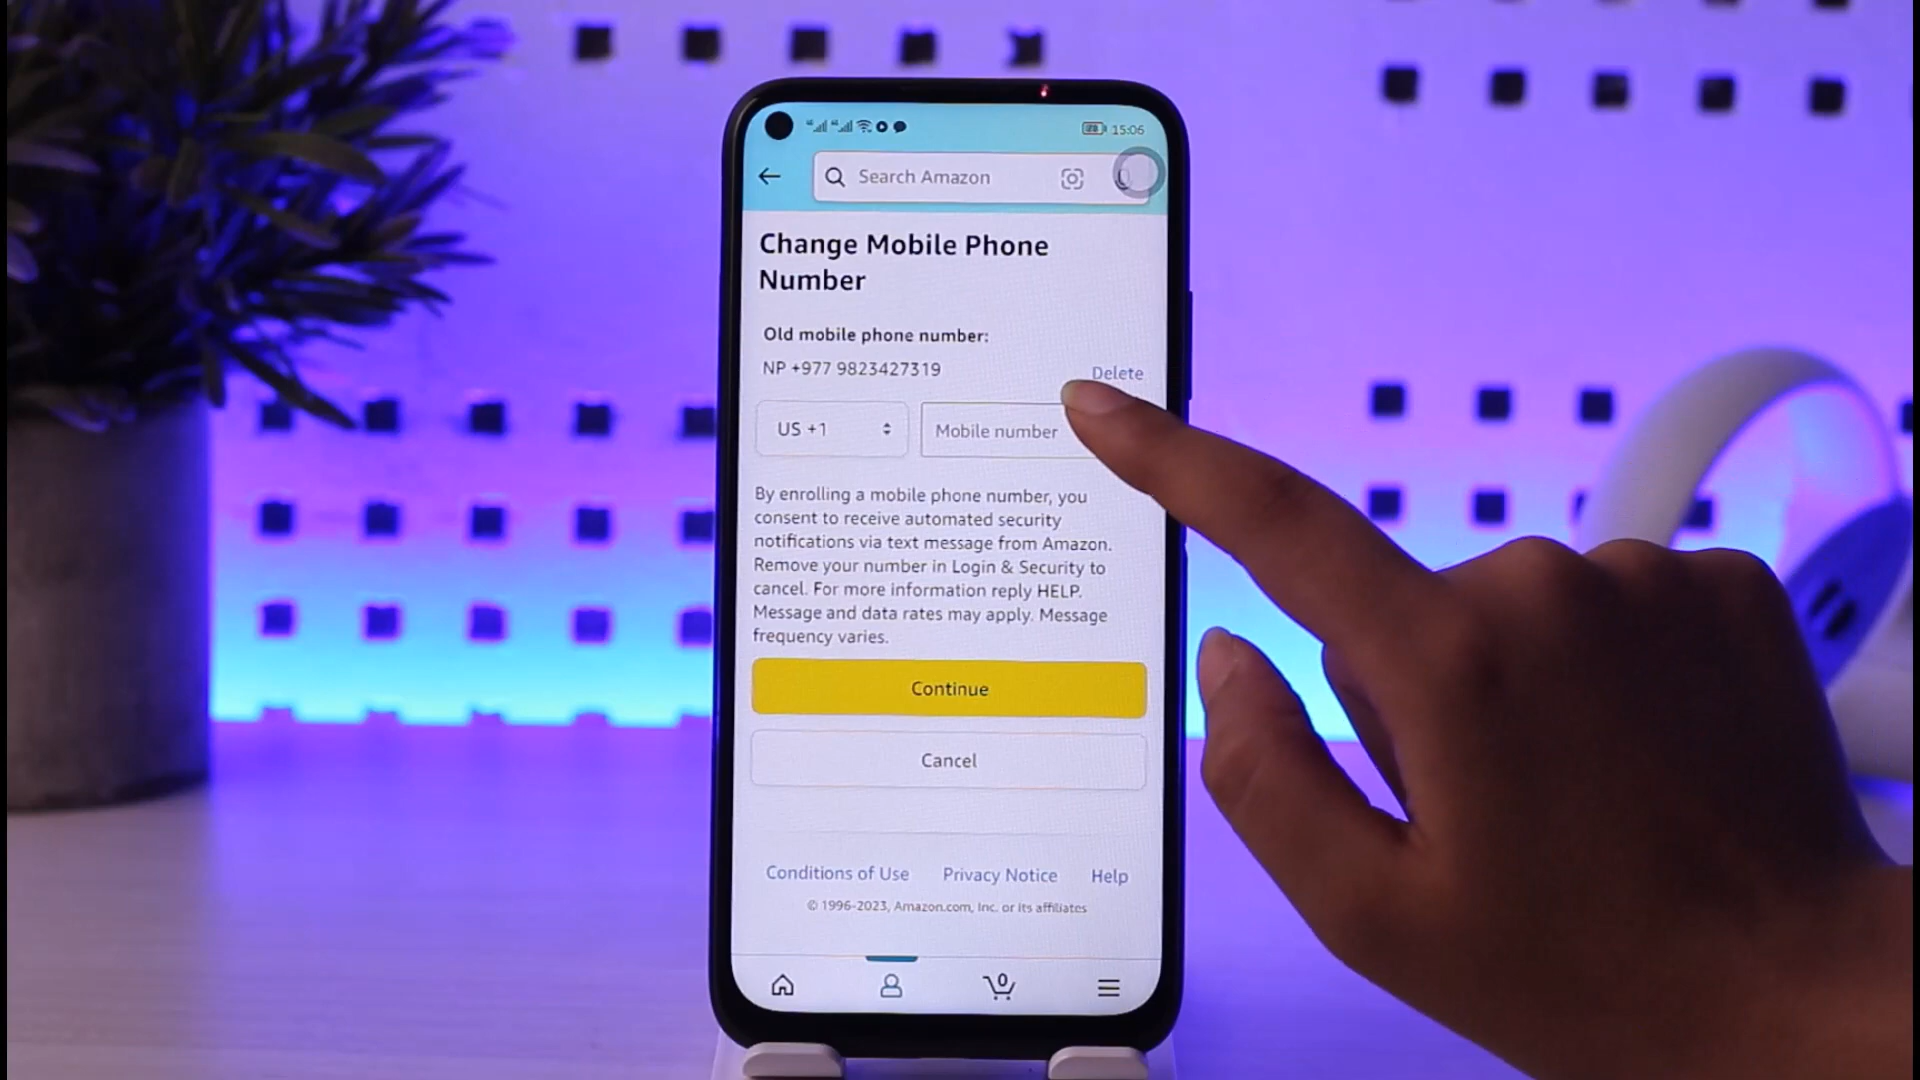 15:06
Search Amazon
Change Mobile Phone
Number
Old mobile phone number:
NP +977 9823427319
Delete
US +1
Mobile number
By enrolling a mobile phone number, you
consent to receive automated security
notifications via text message from Amazon.
Remove your number in Login & Security to
cancel. For more information reply HELP.
Message and data rates may apply. Message
frequency varies.
Continue
Cancel
Conditions of Use
Privacy Notice
Help
© 1996-2023, Amazon.com, Inc. or its affiliates
0